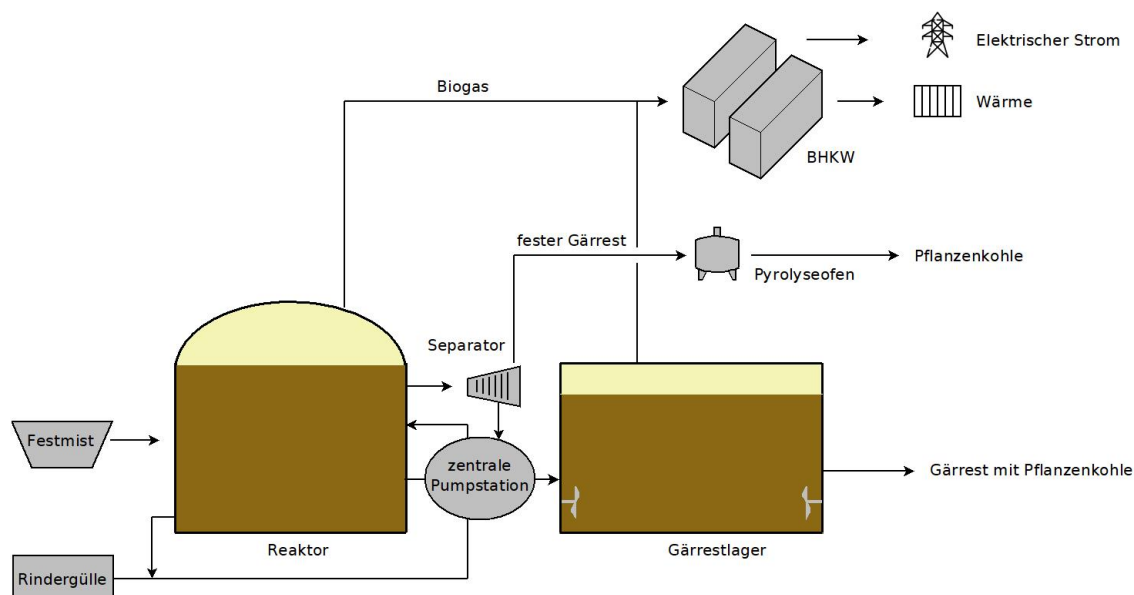 Elektrischer Strom
Biogas
Wärme
BHKW
fester Gärrest
Pflanzenkohle
Pyrolyseofen
Separator
Festmist
zentrale
Pumpstation
Gärrest mit Pflanzenkohle
Reaktor
Gärrestlager
Rindergülle